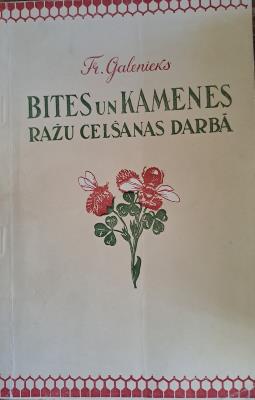 Fr. Galenieks
BITES UN KAMENES
RAŽU CELŠANAS DARBĀ